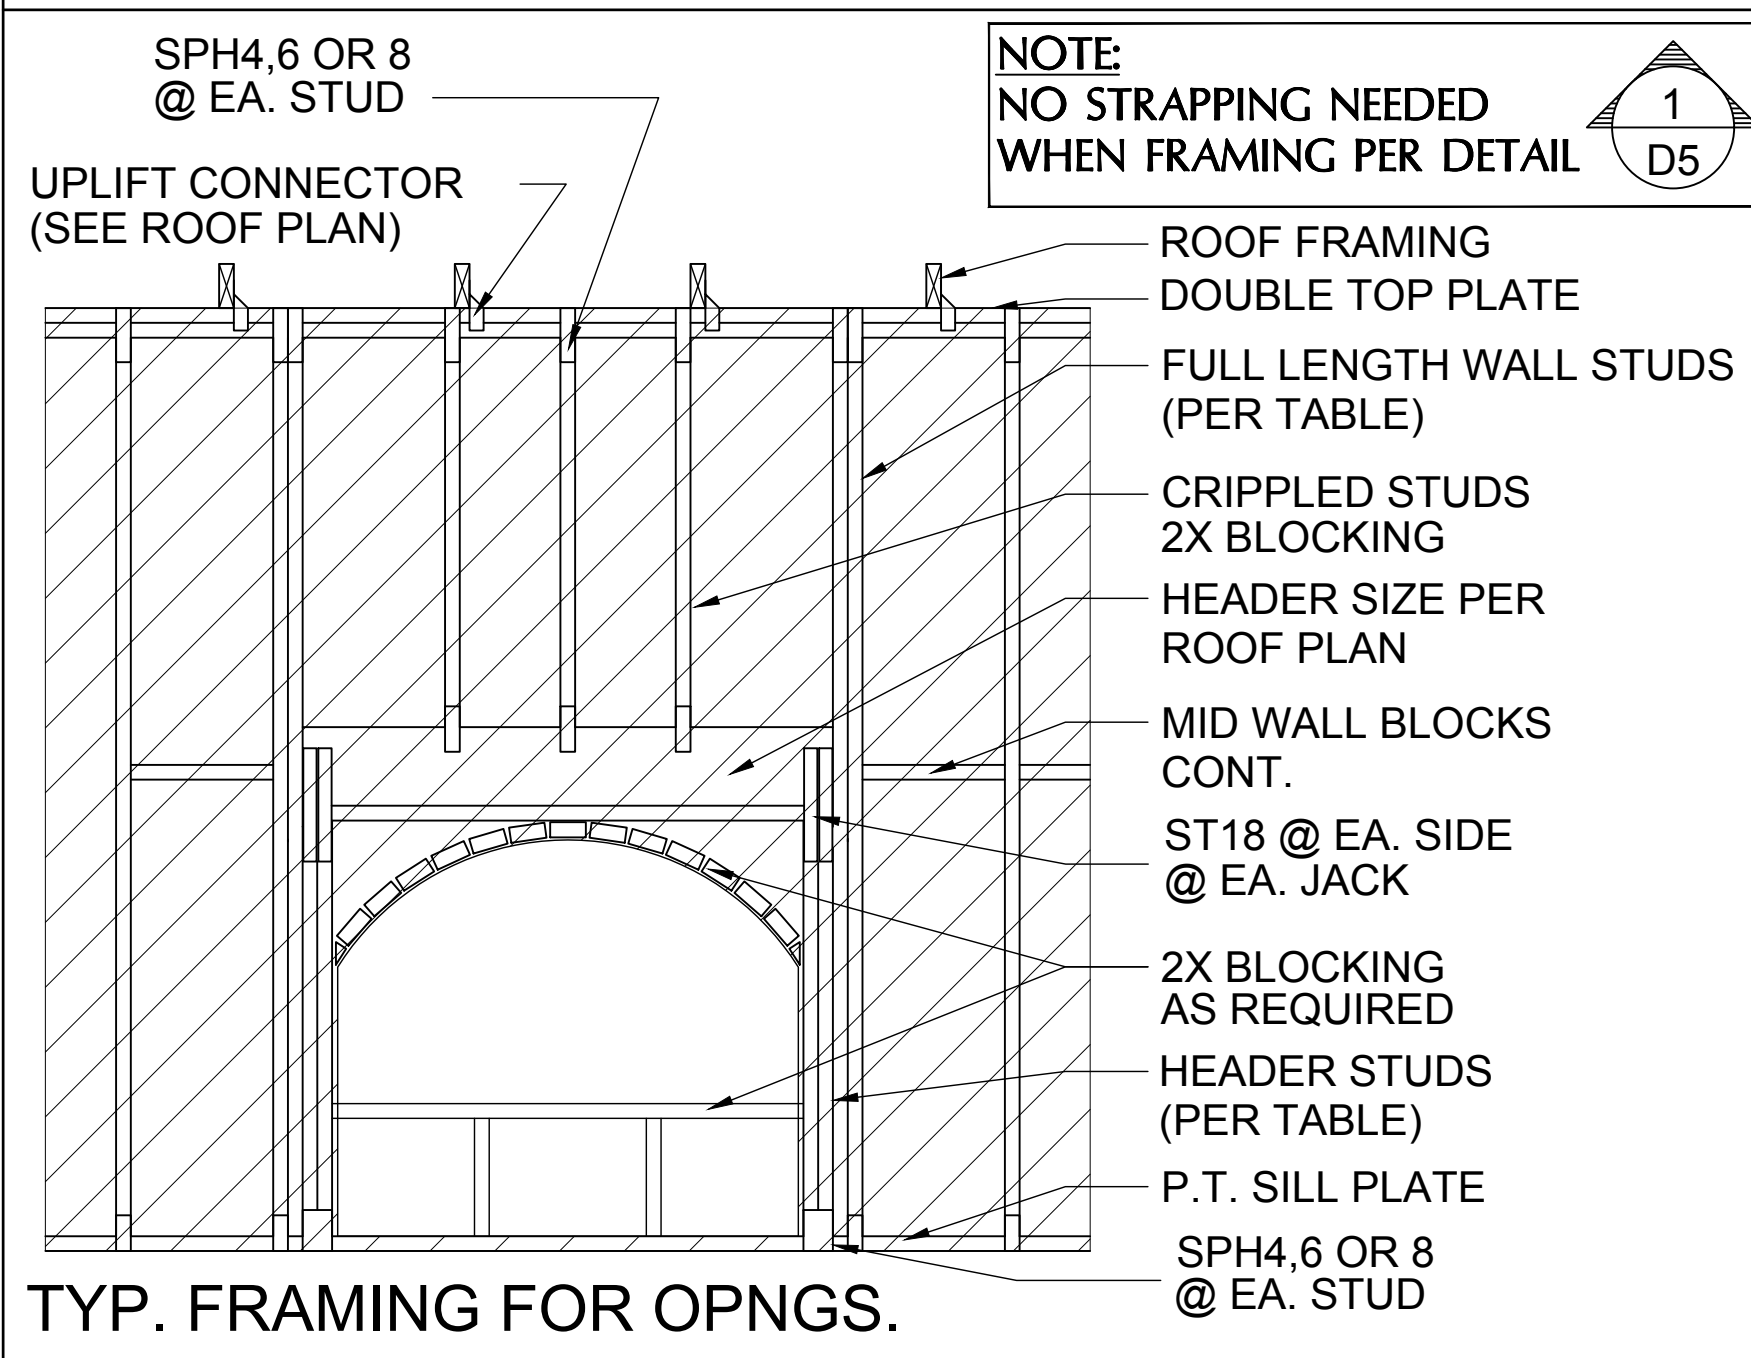 SPH4,6 OR 8
@ EA. STUD
UPLIFT CONNECTOR
(SEE ROOF PLAN)
NOTE:
NO STRAPPING NEEDED
WHEN FRAMING PER DETAIL
1
D5
ROOF FRAMING
DOUBLE TOP PLATE
FULL LENGTH WALL STUDS
(PER TABLE)
CRIPPLED STUDS
2X BLOCKING
HEADER SIZE PER
ROOF PLAN
MID WALL BLOCKS
CONT.
ST18 @ EA. SIDE
@ EA. JACK
2X BLOCKING
AS REQUIRED
HEADER STUDS
(PER TABLE)
P.T. SILL PLATE
SPH4,6 OR 8
@ EA. STUD
TYP. FRAMING FOR OPNGS.